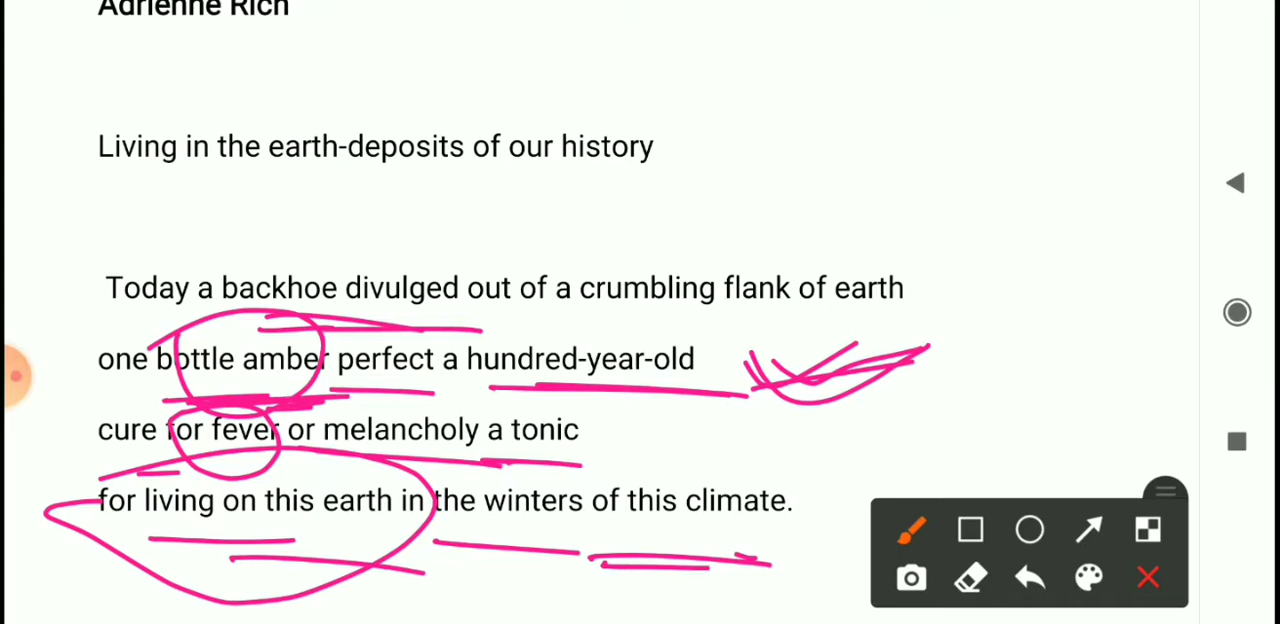 Adrienne Rich
Living in the earth-deposits of our history
Today a backhoe divulged out of a crumbling flank of earth
one bottle amber perfect a hundred-year-old
cure for fever or melancholy a tonic
for living on this earth in the winters of this climate.